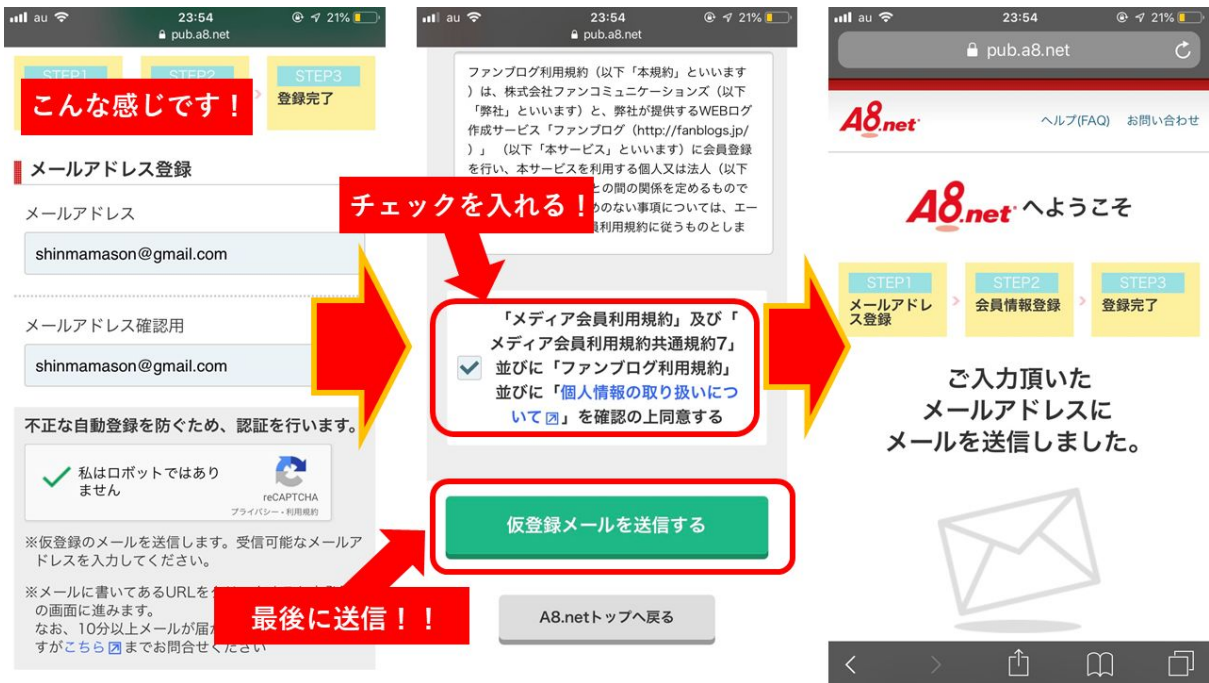 au 23:54 21%
pub.a8.net
STEP1 STEP2 STEP3
こんな感じです！
登録完了
メールアドレス登録
メールアドレス
shinmamason@gmail.com
メールアドレス確認用
shinmamason@gmail.com
不正な自動登録を防ぐため、認証を行います。
私はロボットではあり
ません
reCAPTCHA
プライバシー - 利用規約
※仮登録のメールを送信します。受信可能なメールア
ドレスを入力してください。
※メールに書いてあるURLを
の画面に進みます。
なお、10分以上メールが届
すがこちらまでお問合せください
最後に送信！！
au 23:54 21%
pub.a8.net
ファンブログ利用規約（以下「本規約」といいます
）は、株式会社ファンコミュニケーションズ（以下
「弊社」といいます）と、弊社が提供するWEBログ
作成サービス「ファンブログ（http://fanblogs.jp/
）」（以下「本サービス」といいます）に会員登録
を行い、本サービスを利用する個人又は法人（以下
との間の関係を定めるもので
めのない事項については、エー
員利用規約に従うものとしま
チェックを入れる！
「メディア会員利用規約」及び「
メディア会員利用規約共通規約7」
並びに「ファンブログ利用規約」
並びに「個人情報の取り扱いにつ
いて」を確認の上同意する
仮登録メールを送信する
A8.netトップへ戻る
au 23:54 21%
pub.a8.net
A8.net ヘルプ(FAQ) お問い合わせ
A8.netへようこそ
STEP1 STEP2 STEP3
メールアドレ
ス登録
会員情報登録
登録完了
ご入力頂いた
メールアドレスに
メールを送信しました。